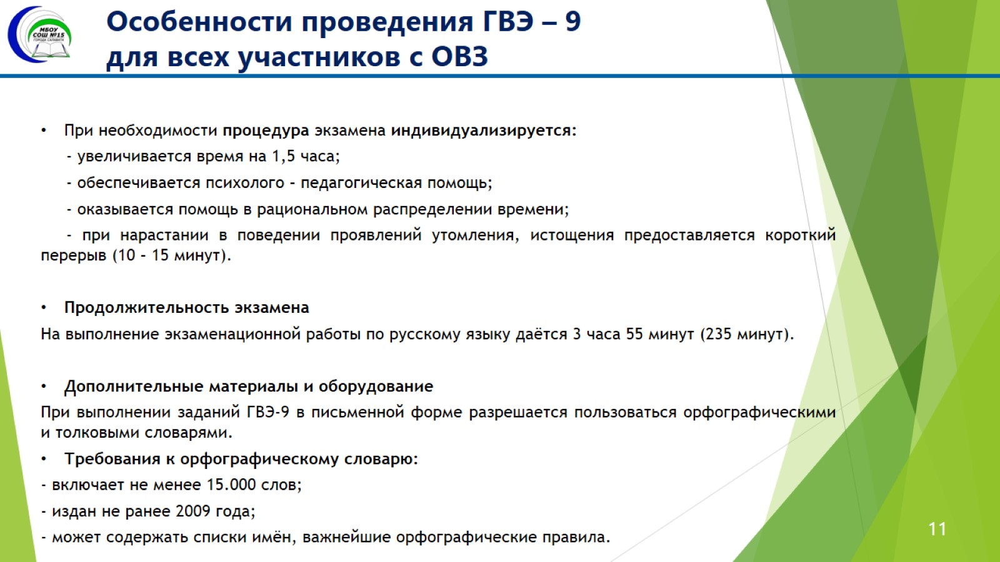 МБОУ
СОШ №15
ГОРОДА САЛАВАТА
Особенности проведения ГВЭ – 9
для всех участников с ОВЗ
• При необходимости процедура экзамена индивидуализируется:
- увеличивается время на 1,5 часа;
- обеспечивается психолого – педагогическая помощь;
- оказывается помощь в рациональном распределении времени;
- при нарастании в поведении проявлений утомления, истощения предоставляется короткий
перерыв (10 – 15 минут).
• Продолжительность экзамена
На выполнение экзаменационной работы по русскому языку даётся 3 часа 55 минут (235 минут).
• Дополнительные материалы и оборудование
При выполнении заданий ГВЭ-9 в письменной форме разрешается пользоваться орфографическими
и толковыми словарями.
• Требования к орфографическому словарю:
- включает не менее 15.000 слов;
- издан не ранее 2009 года;
- может содержать списки имён, важнейшие орфографические правила.
11